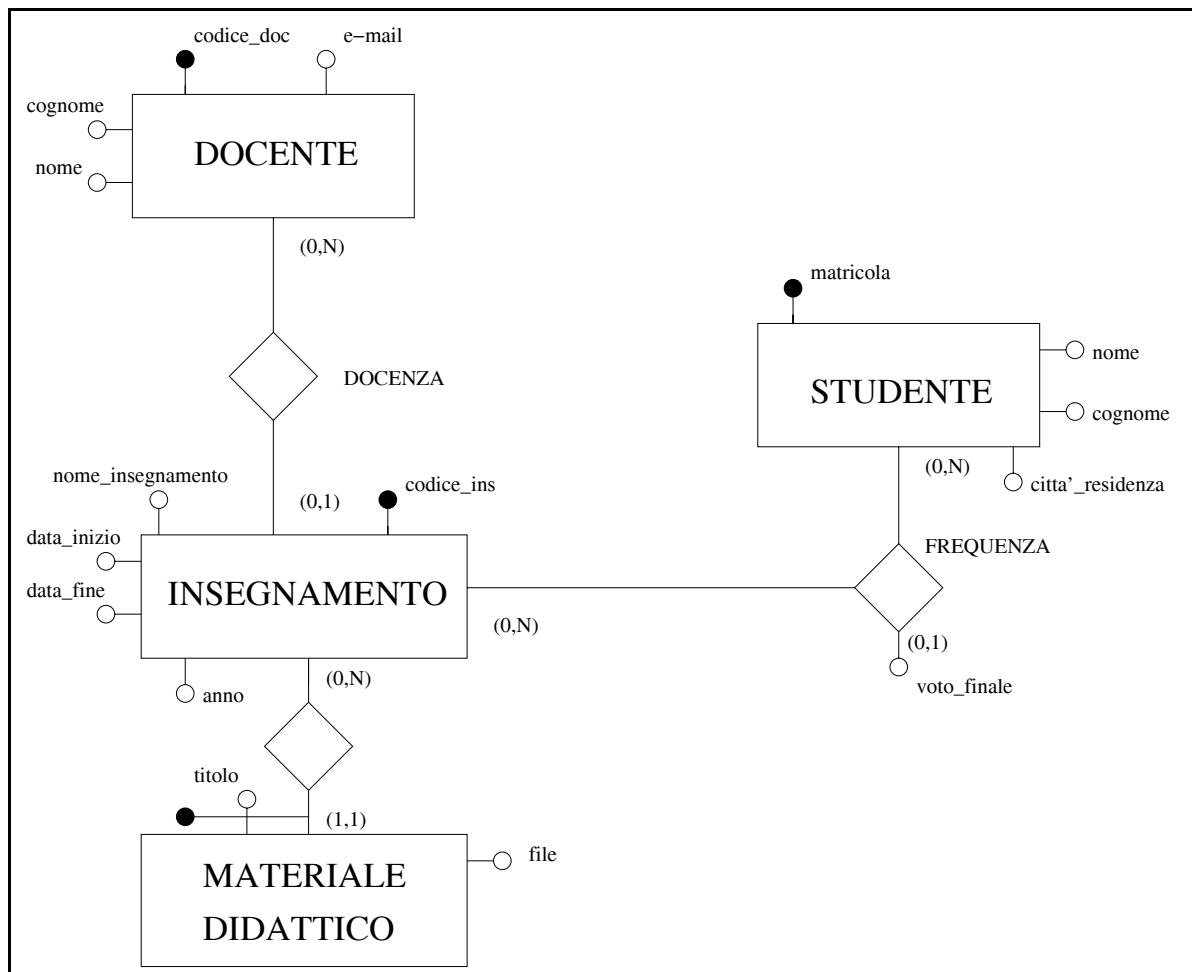 codice_doc
e−mail
cognome
nome
DOCENTE
(0,N)
DOCENZA
(0,1)
matricola
STUDENTE
nome
cognome
(0,N)
citta'_residenza
FREQUENZA
(0,1)
voto_finale
nome_insegnamento
codice_ins
data_inizio
data_fine
INSEGNAMENTO
(0,N)
anno
(0,N)
titolo
(1,1)
file
MATERIALE
DIDATTICO